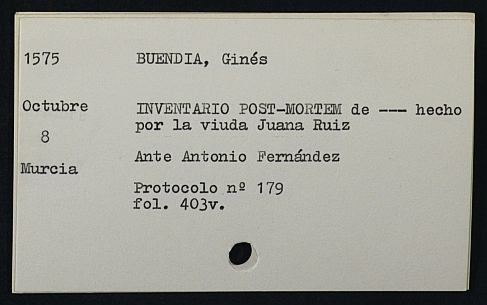 1575 BUENDIA, Ginés
Octubre INVENTARIO POST-MORTEM de --- hecho
8 por la viuda Juana Ruiz
Murcia Ante Antonio Fernández
Protocolo nº 179
fol. 403v.